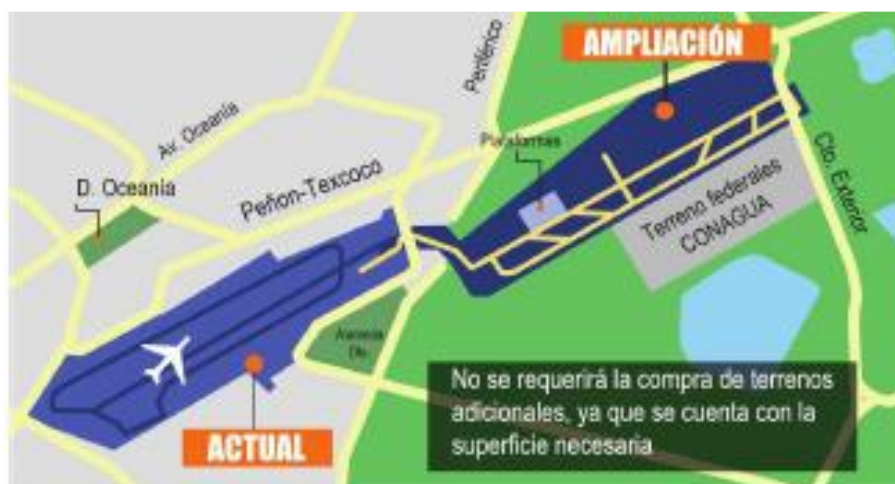 AMPLIACIÓN
Periférico
Av. Oceanía
Plataformas
D. Oceanía
Peñon-Texcoco
Cto. Exterior
Terreno federales
CONAGUA
No se requerirá la compra de terrenos
adicionales, ya que se cuenta con la
superficie necesaria
ACTUAL